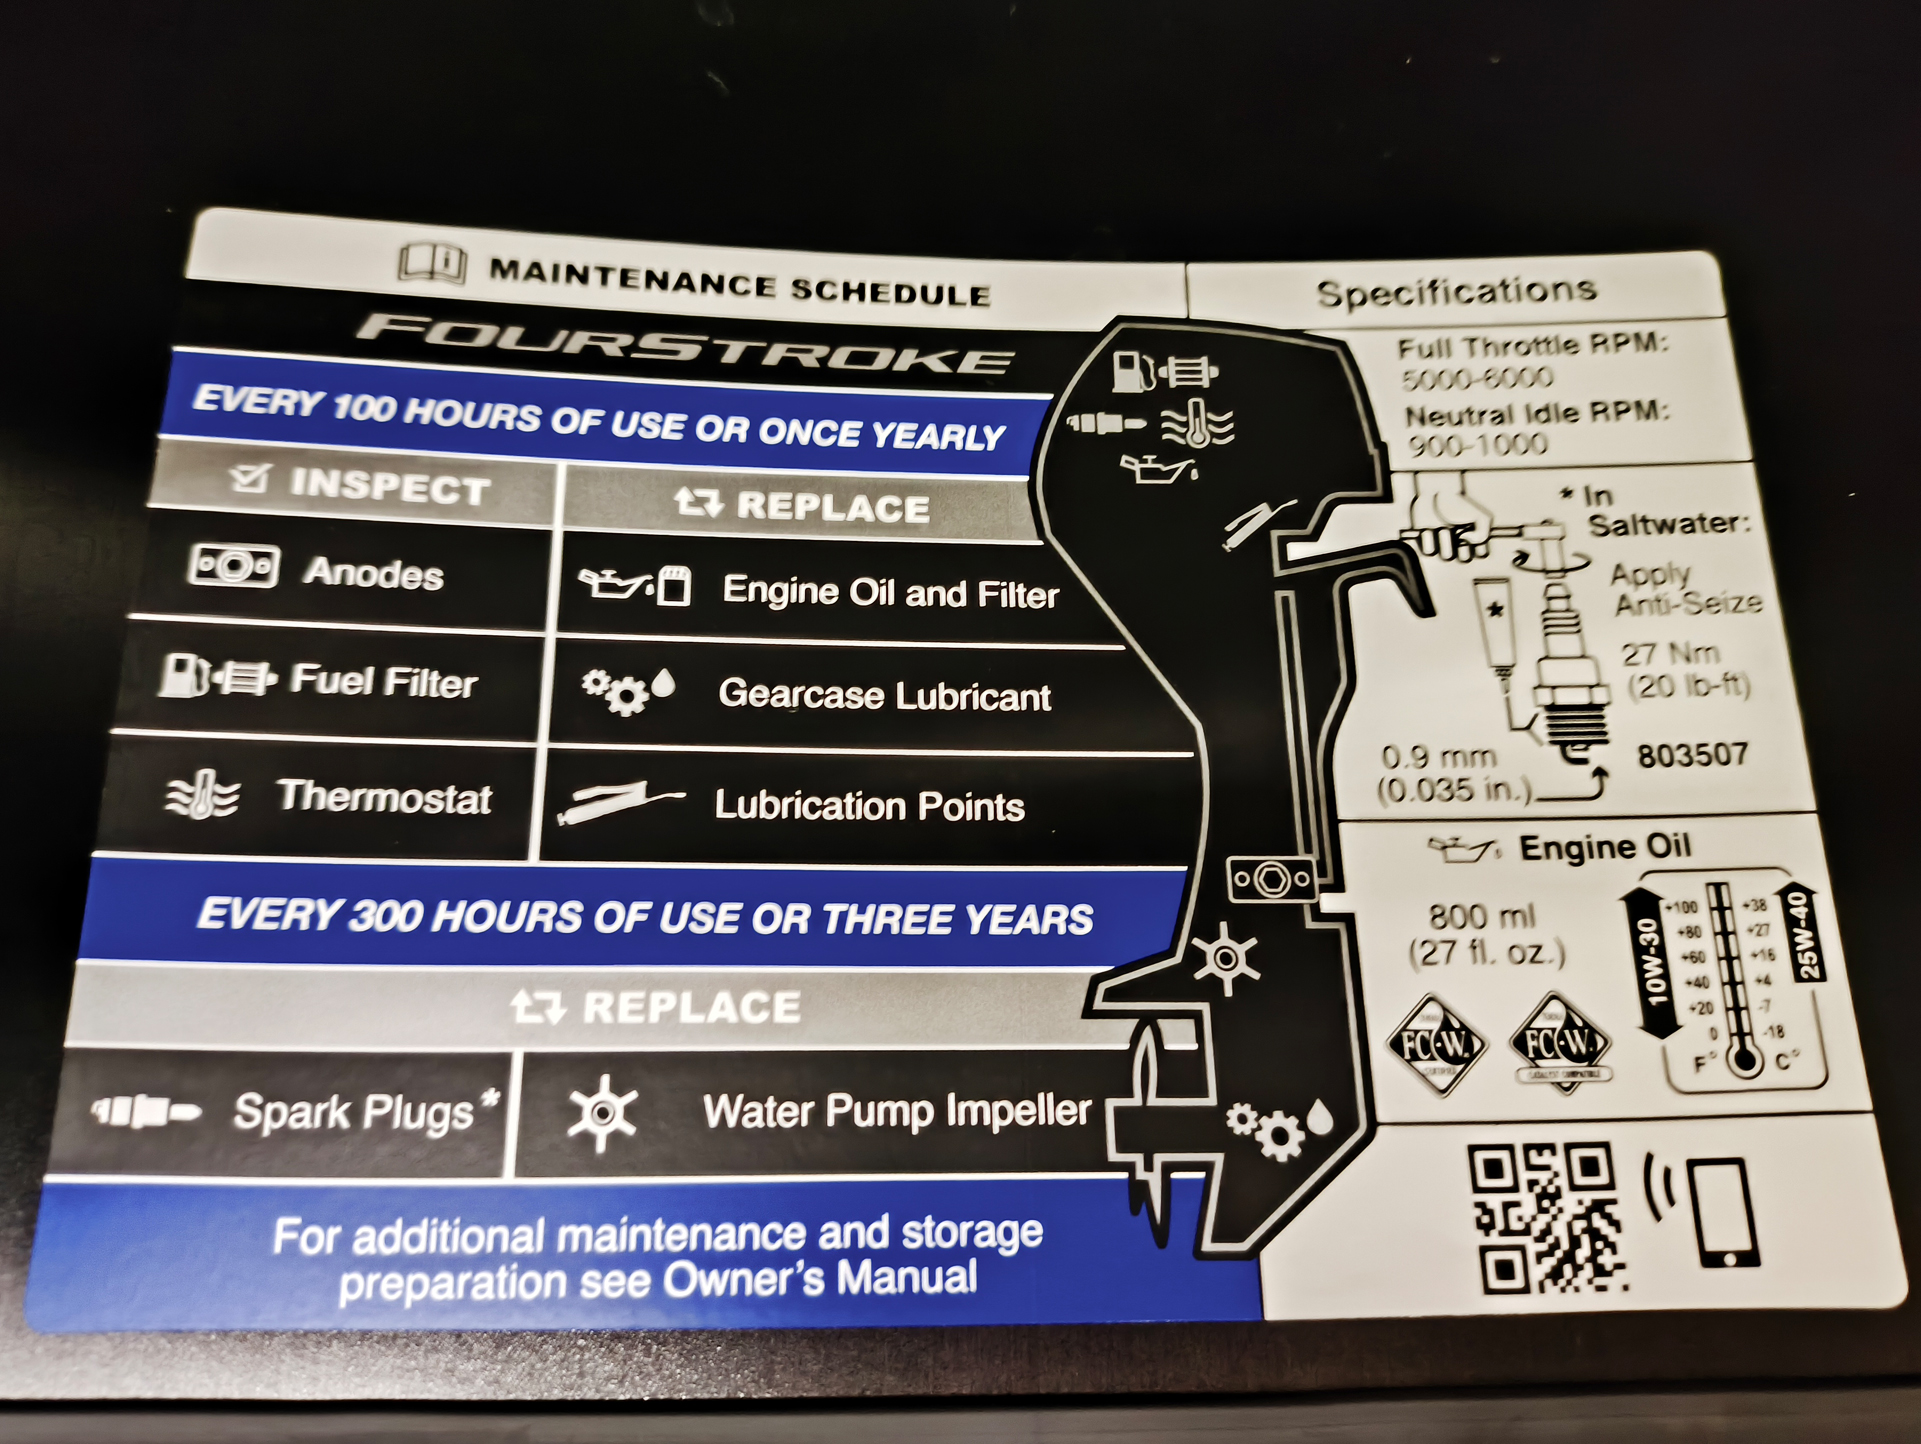 MAINTENANCE SCHEDULE
FOURSTROKE
EVERY 100 HOURS OF USE OR ONCE YEARLY
INSPECT
REPLACE
Anodes
Engine Oil and Filter
Fuel Filter
Gearcase Lubricant
Thermostat
Lubrication Points
EVERY 300 HOURS OF USE OR THREE YEARS
REPLACE
Spark Plugs*
Water Pump Impeller
For additional maintenance and storage
preparation see Owner's Manual
Specifications
Full Throttle RPM:
5000-6000
Neutral Idle RPM:
900-1000
* In
Saltwater:
Apply
Anti-Seize
27 Nm
(20 lb-ft)
803507
0.9 mm
(0.035 in.)
Engine Oil
800 ml
(27 fl. oz.)
FC-W
CERTIFIED
FC-W
CATALYST COMPATIBLE
10W-30
25W-40
+100 +38
+80 +27
+60 +16
+40 +4
+20 -7
0 -18
F° C°